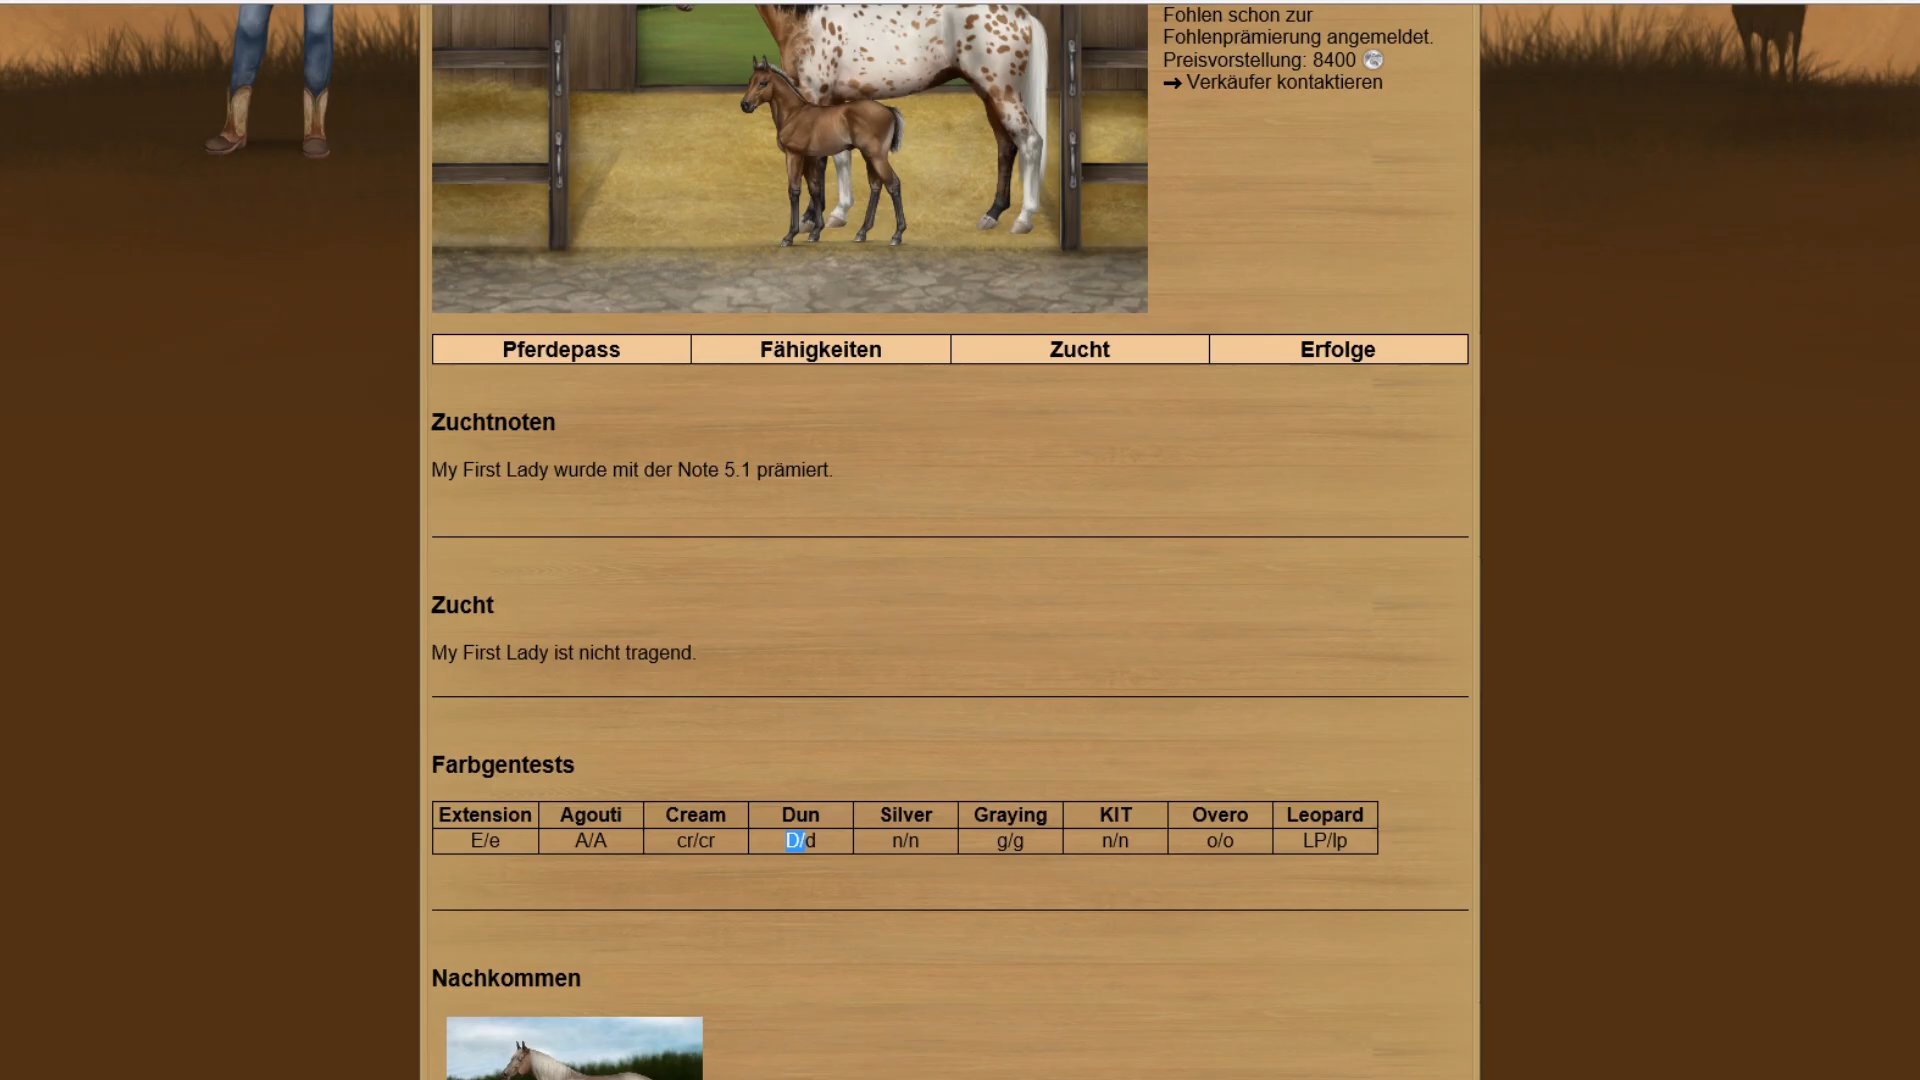 Fohlen schon zur
Fohlenprämierung angemeldet.
Preisvorstellung: 8400
➞ Verkäufer kontaktieren
Pferdepass Fähigkeiten Zucht Erfolge
Zuchtnoten
My First Lady wurde mit der Note 5.1 prämiert.
Zucht
My First Lady ist nicht tragend.
Farbgentests
Extension Agouti Cream Dun Silver Graying KIT Overo Leopard
E/e A/A cr/cr D/d n/n g/g n/n o/o LP/lp
Nachkommen